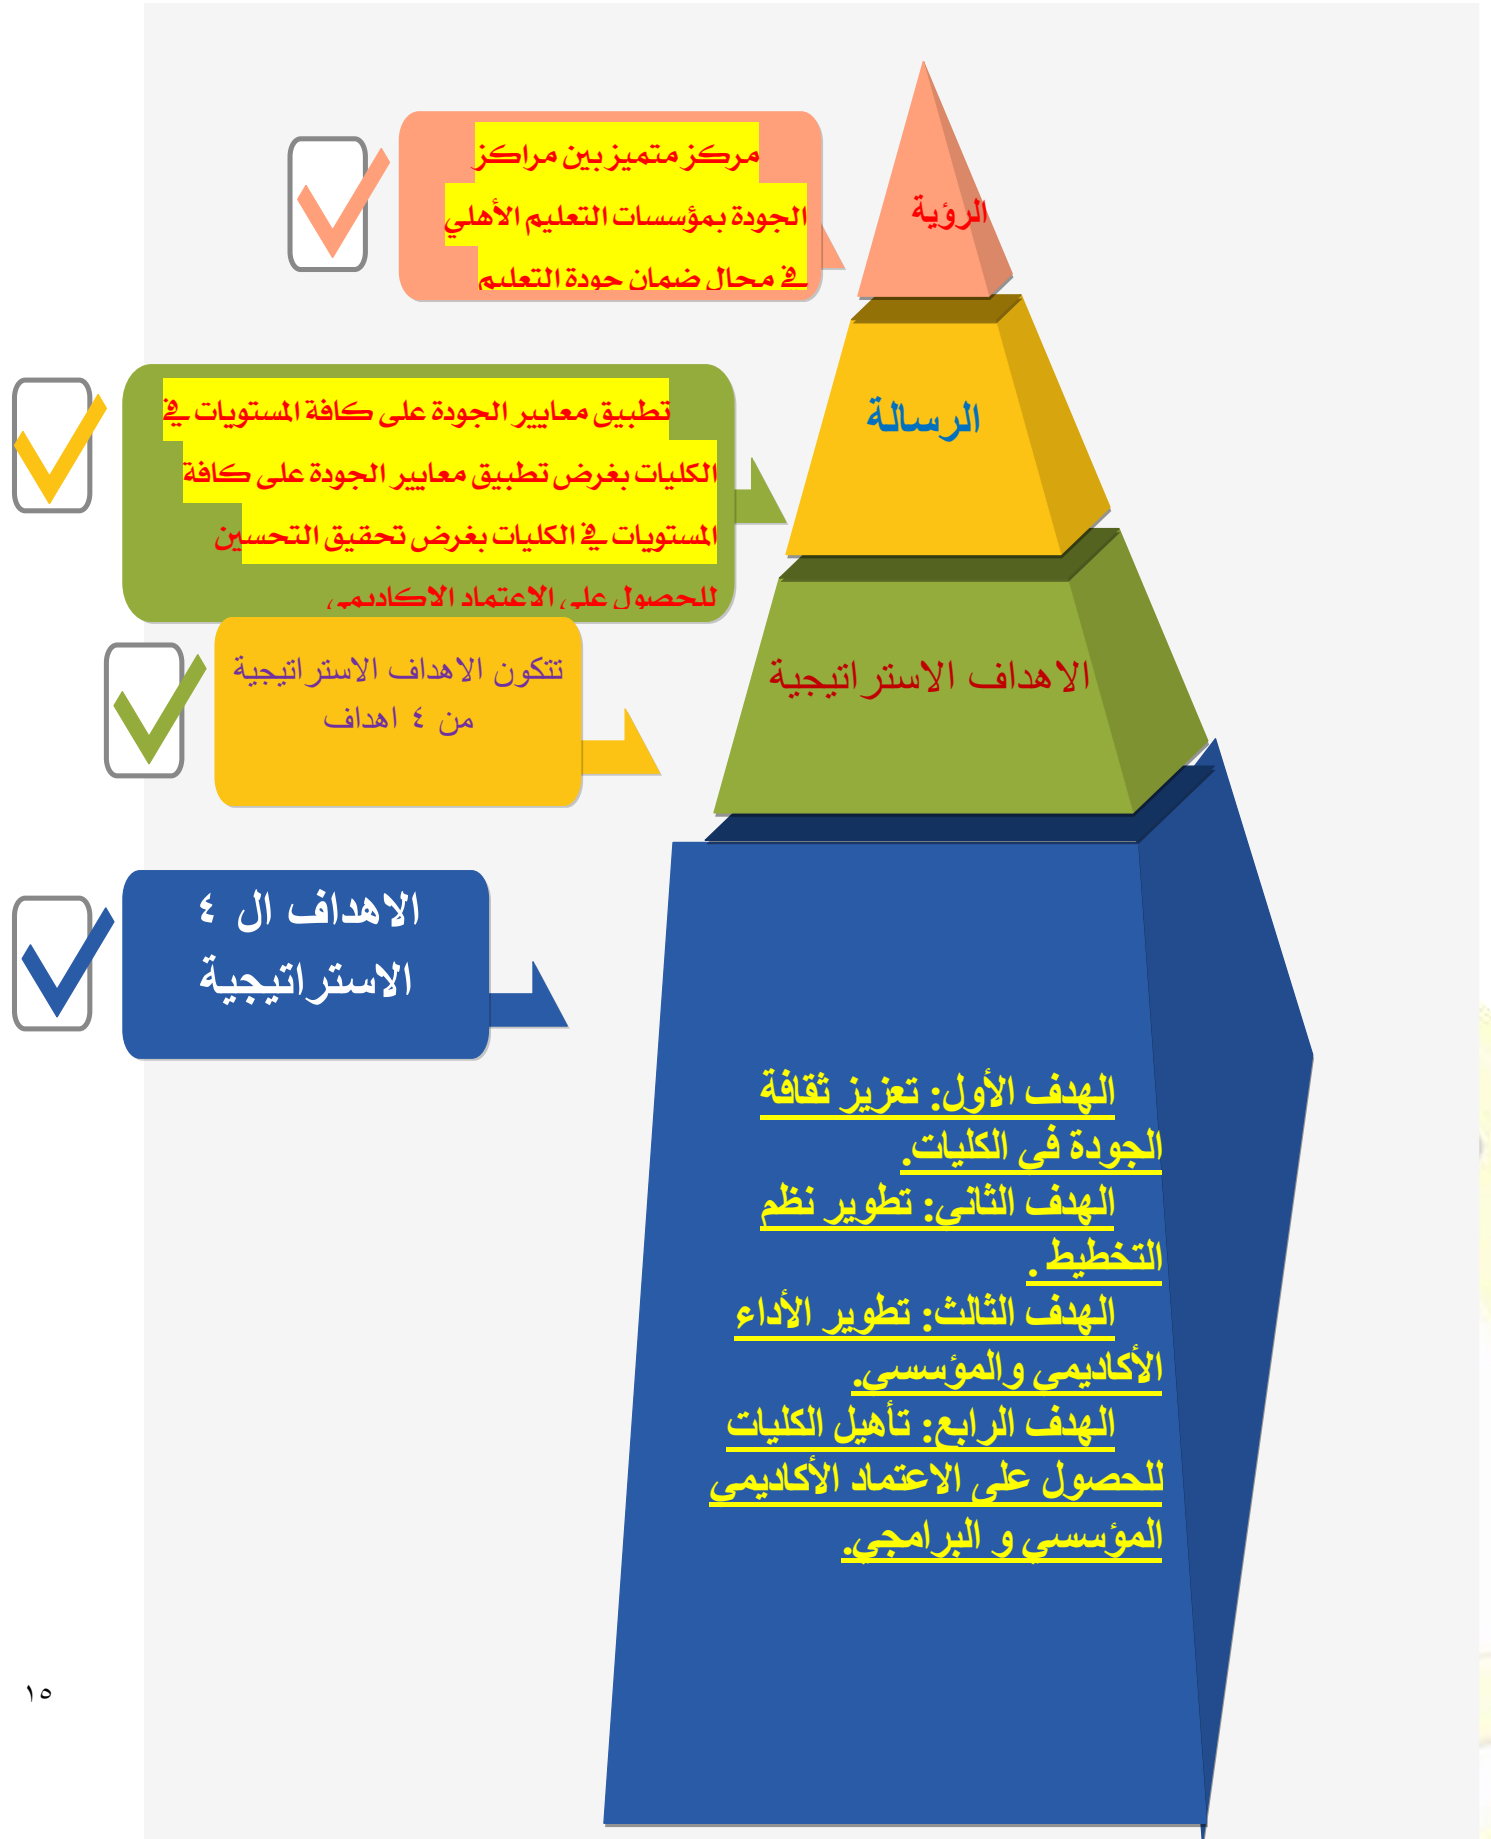 الرؤية
مركز متميز بين مراكز
الجودة بمؤسسات التعليم الأهلي
في مجال ضمان جودة التعليم
الرسالة
تطبيق معايير الجودة على كافة المستويات في
الكليات بغرض تطبيق معايير الجودة على كافة
المستويات في الكليات بغرض تحقيق التحسين
للحصول على الاعتماد الاكاديمي
الاهداف الاستراتيجية
تتكون الاهداف الاستراتيجية
من ٤ اهداف
الاهداف ال ٤
الاستراتيجية
الهدف الأول: تعزيز ثقافة
الجودة في الكليات.
الهدف الثاني: تطوير نظم
التخطيط .
الهدف الثالث: تطوير الأداء
الأكاديمي والمؤسسي.
الهدف الرابع: تأهيل الكليات
للحصول على الاعتماد الأكاديمي
المؤسسي و البرامجي.
١٥